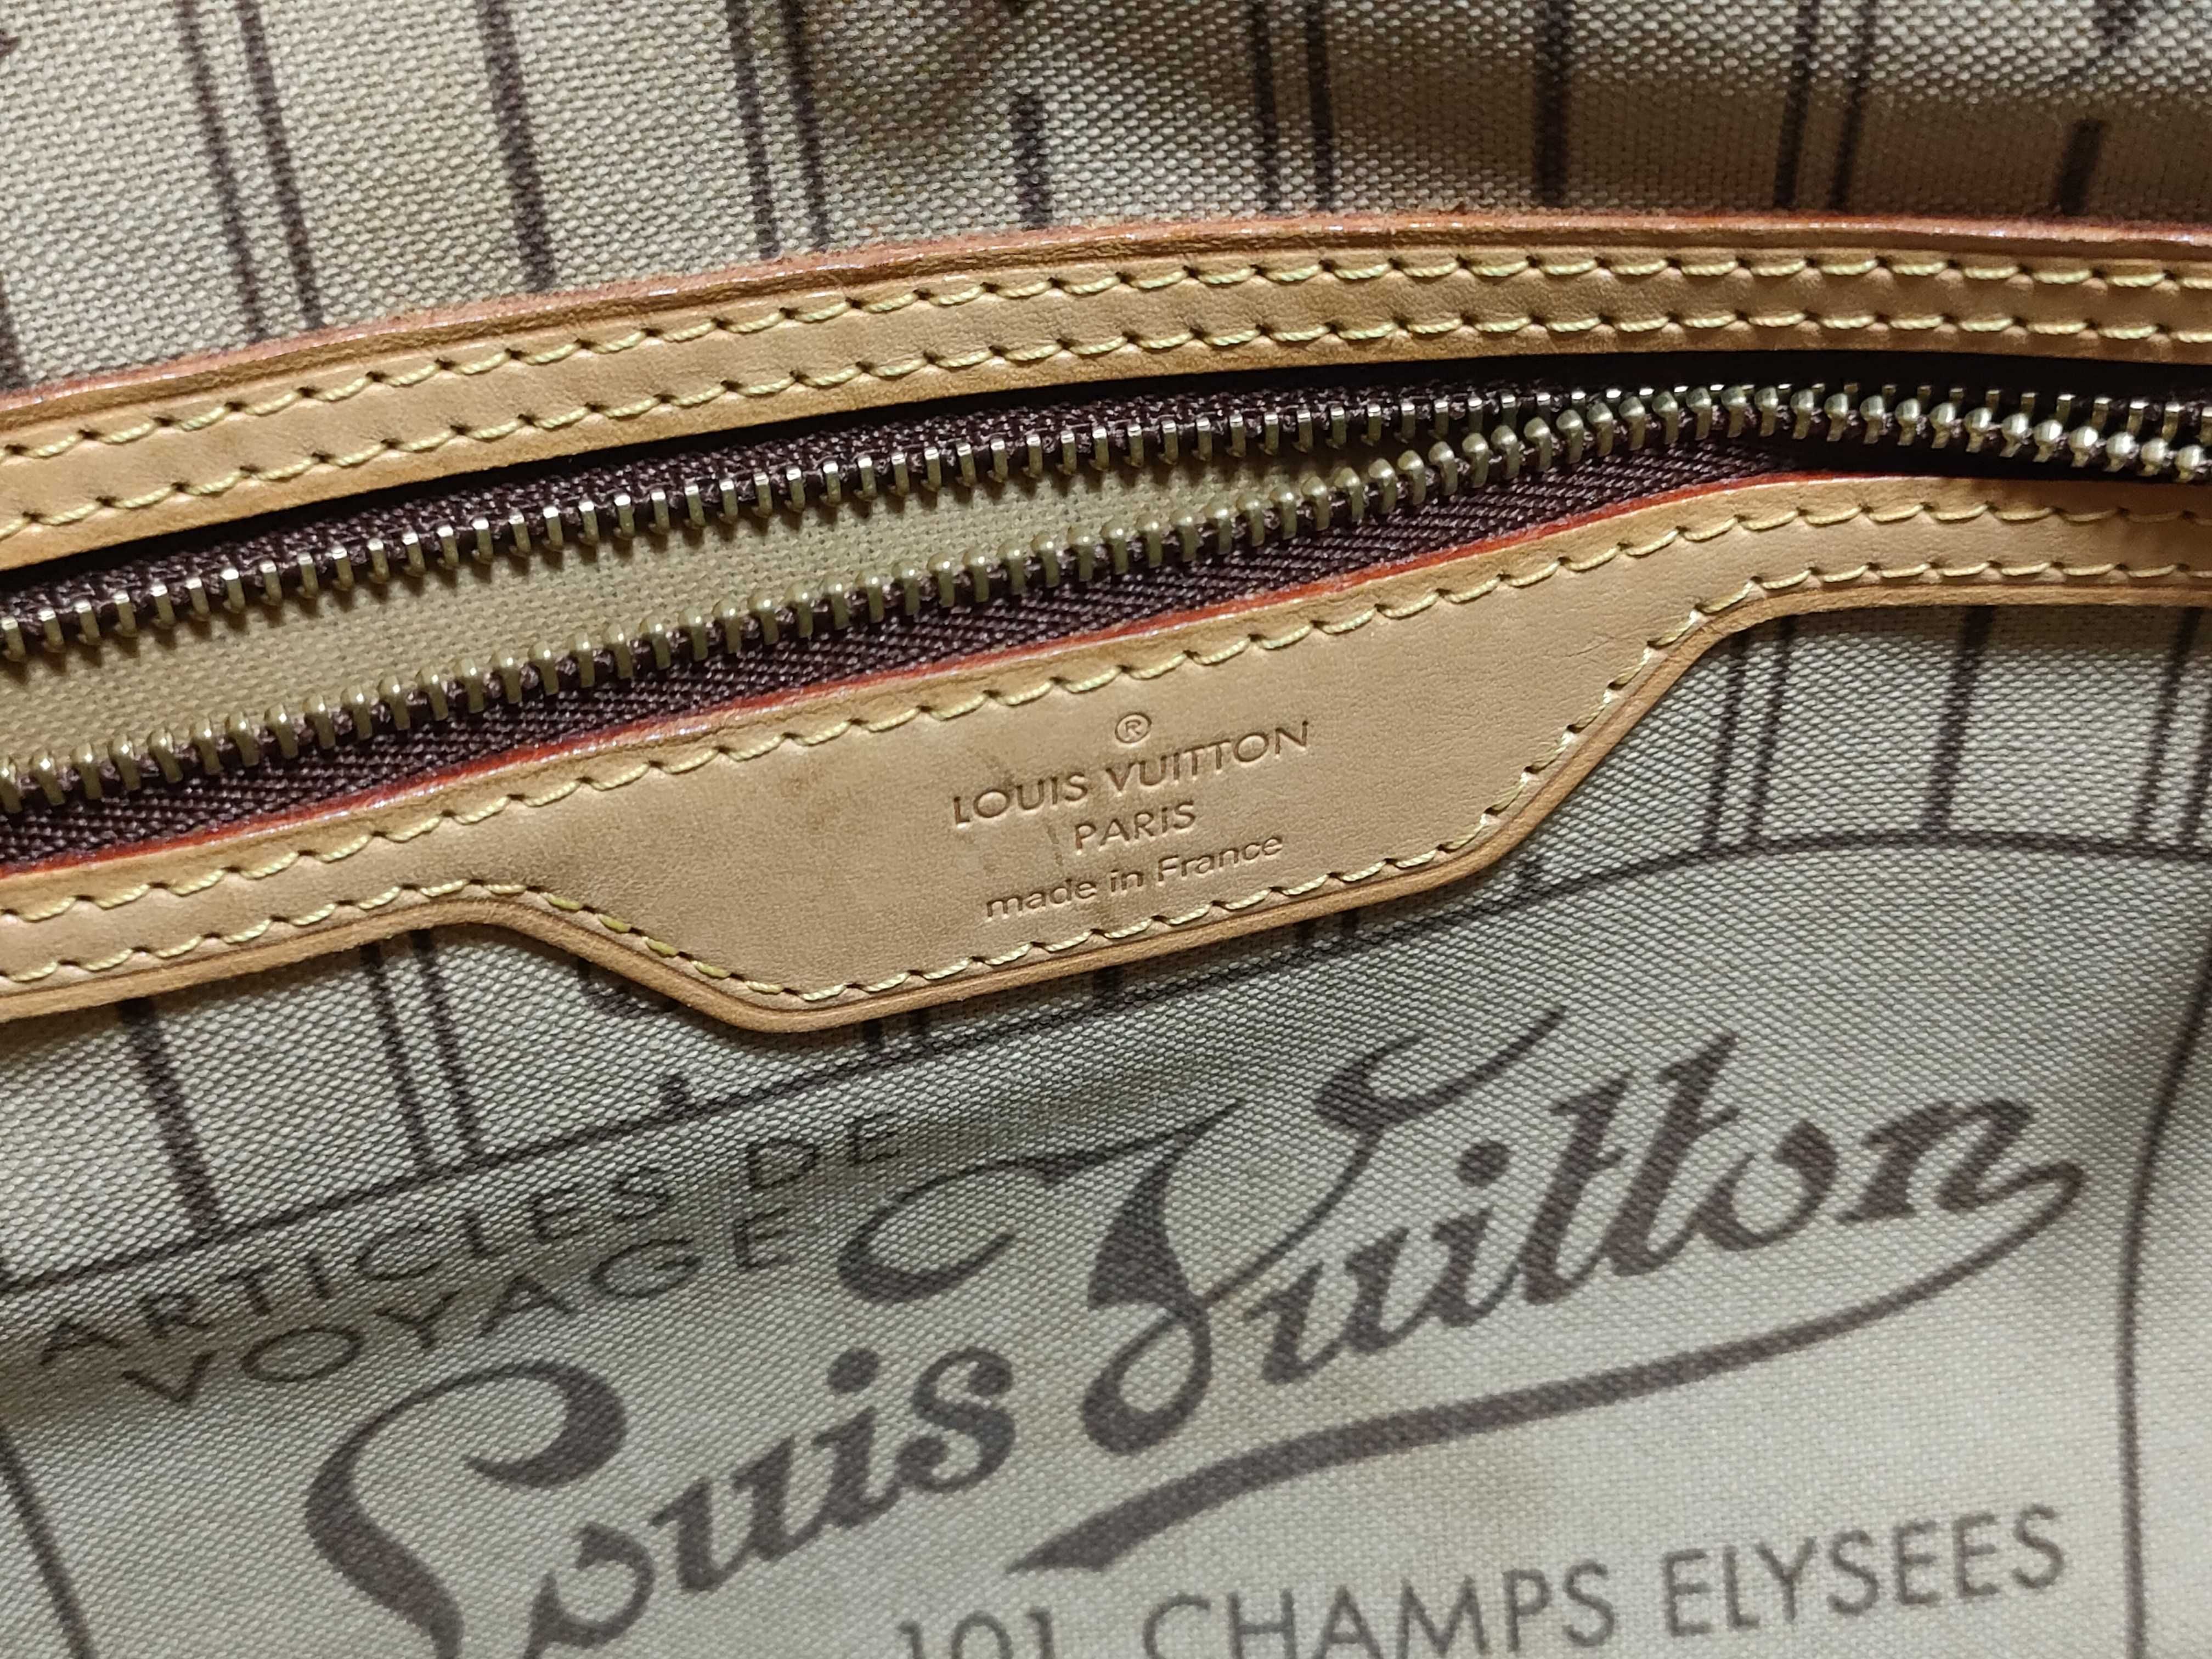 ®
LOUIS VUITTON
PARIS
made in France
ARTICLES DE
VOYAGE
Louis Vuitton
101, CHAMPS ELYSEES